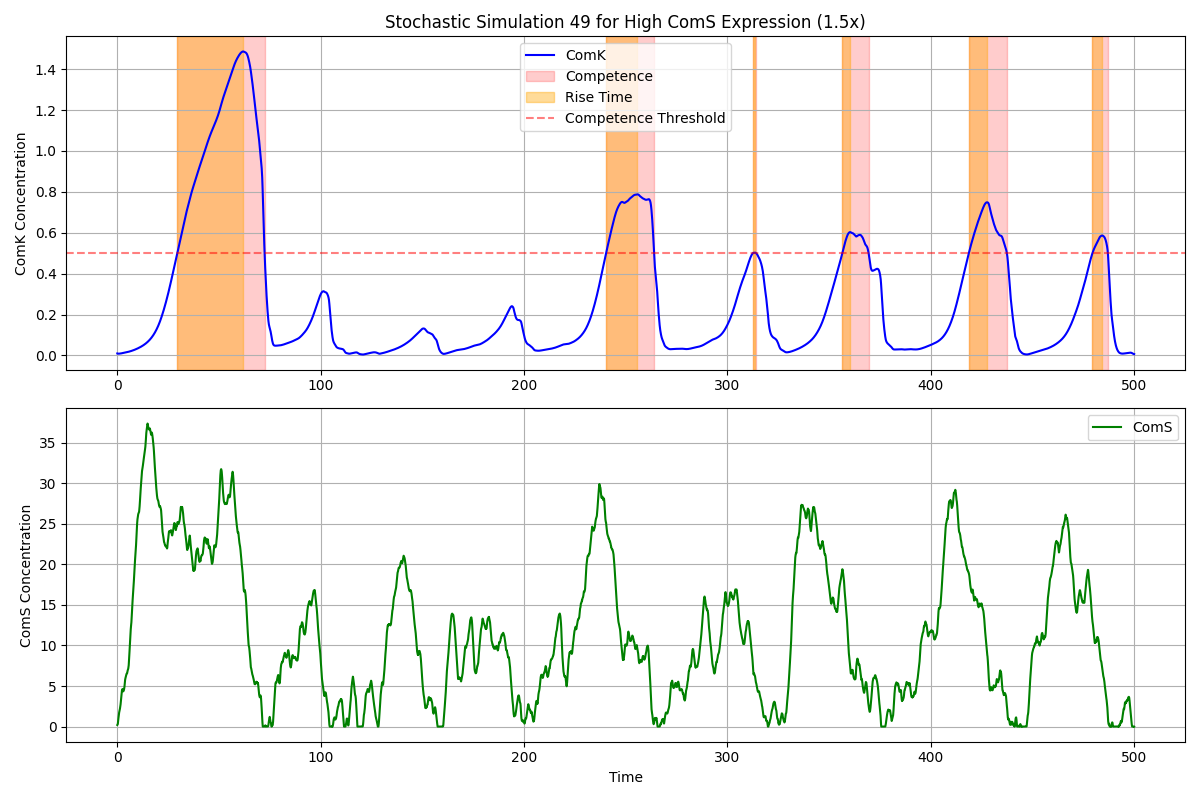 Stochastic Simulation 49 for High ComS Expression (1.5x)
ComK Concentration
1.4
1.2
1.0
0.8
0.6
0.4
0.2
0.0
ComK
Competence
Rise Time
Competence Threshold
0 100 200 300 400 500
ComS Concentration
35
30
25
20
15
10
5
0
ComS
0 100 200 300 400 500
Time